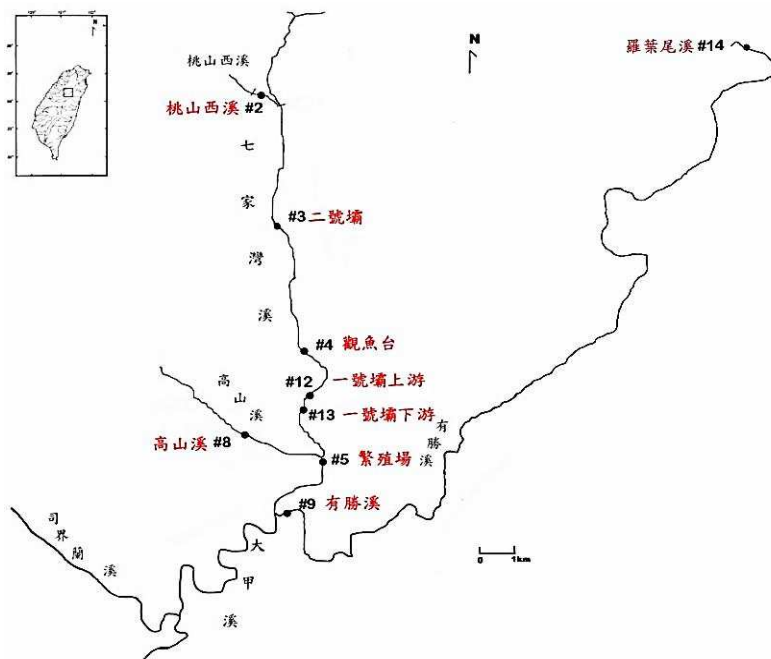 N
羅葉尾溪 #14
桃山西溪
桃山西溪 #2
七家灣溪
#3 二號壩
#4 觀魚台
高山溪
#12 一號壩上游
#13 一號壩下游
有勝溪
高山溪 #8
#5 繁殖場
#9 有勝溪
司界蘭溪
大甲溪
0 1km